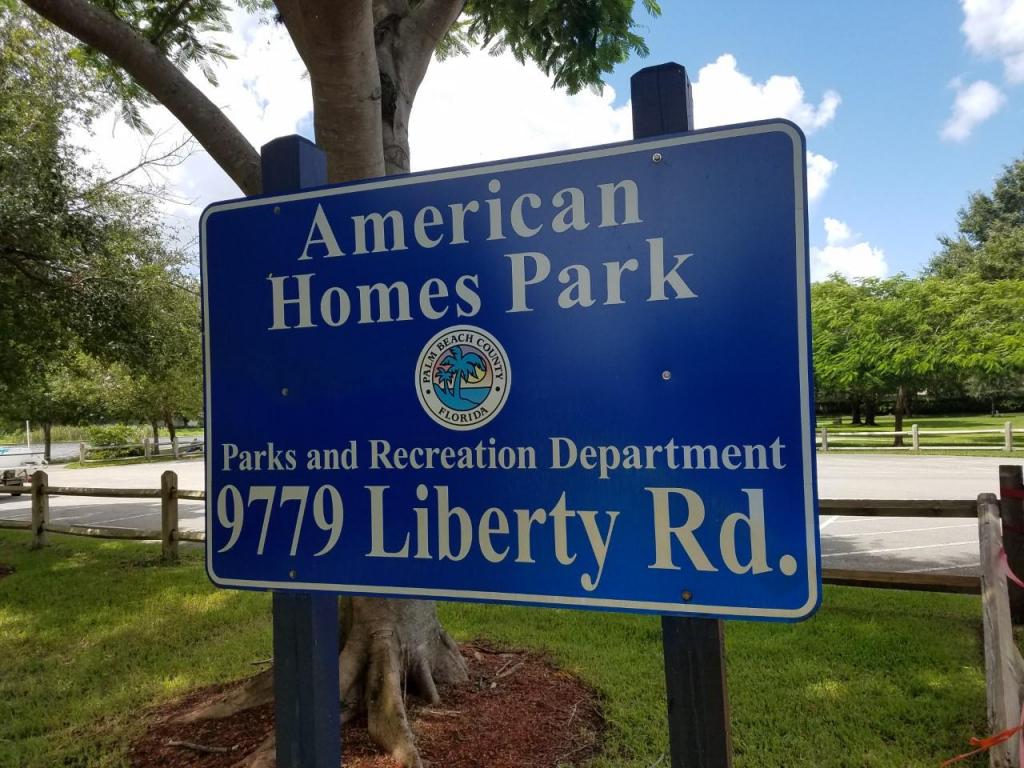 American
Homes Park
PALM BEACH COUNTY
FLORIDA
Parks and Recreation Department
9779 Liberty Rd.